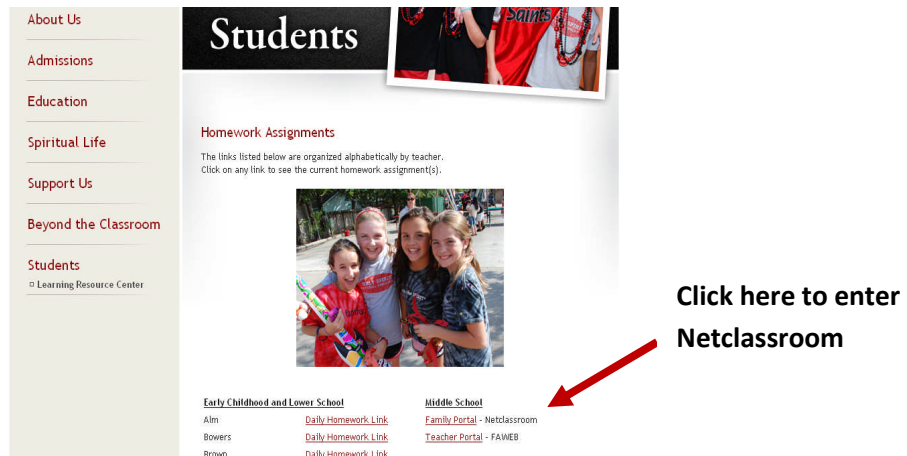 About Us
Admissions
Education
Spiritual Life
Support Us
Beyond the Classroom
Students
Learning Resource Center
Students
Saints
Homework Assignments
The links listed below are organized alphabetically by teacher.
Click on any link to see the current homework assignment(s).
Click here to enter
Netclassroom
Early Childhood and Lower School
Alm Daily Homework Link
Bowers Daily Homework Link
Brown Daily Homework Link
Middle School
Family Portal - Netclassroom
Teacher Portal - FAWEB